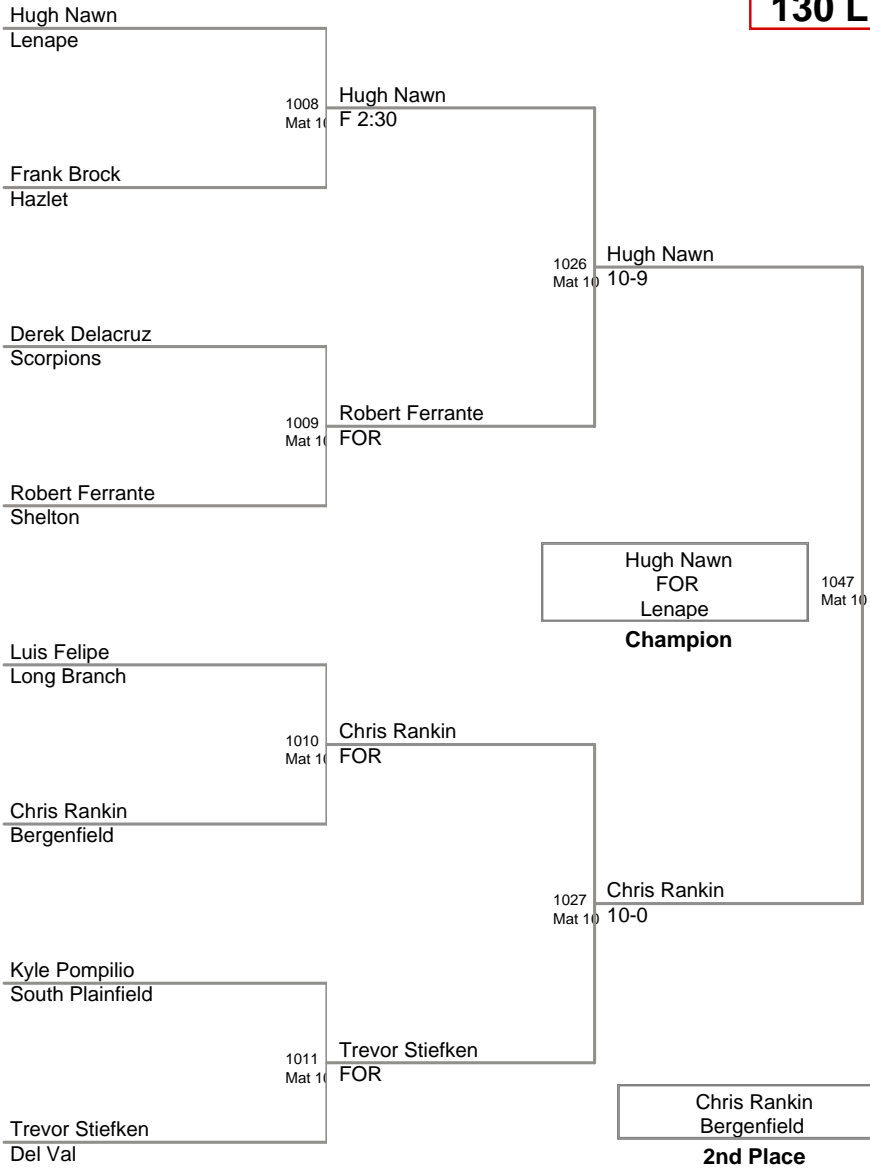 Hugh Nawn
130 L
Lenape
1008
Mat 10
Hugh Nawn
F 2:30
Frank Brock
Hazlet
1026
Mat 10
Hugh Nawn
10-9
Derek Delacruz
Scorpions
1009
Mat 10
Robert Ferrante
FOR
Robert Ferrante
Shelton
Hugh Nawn
FOR
Lenape
Champion
1047
Mat 10
Luis Felipe
Long Branch
1010
Mat 10
Chris Rankin
FOR
Chris Rankin
Bergenfield
1027
Mat 10
Chris Rankin
10-0
Kyle Pompilio
South Plainfield
1011
Mat 10
Trevor Stiefken
FOR
Trevor Stiefken
Del Val
Chris Rankin
Bergenfield
2nd Place